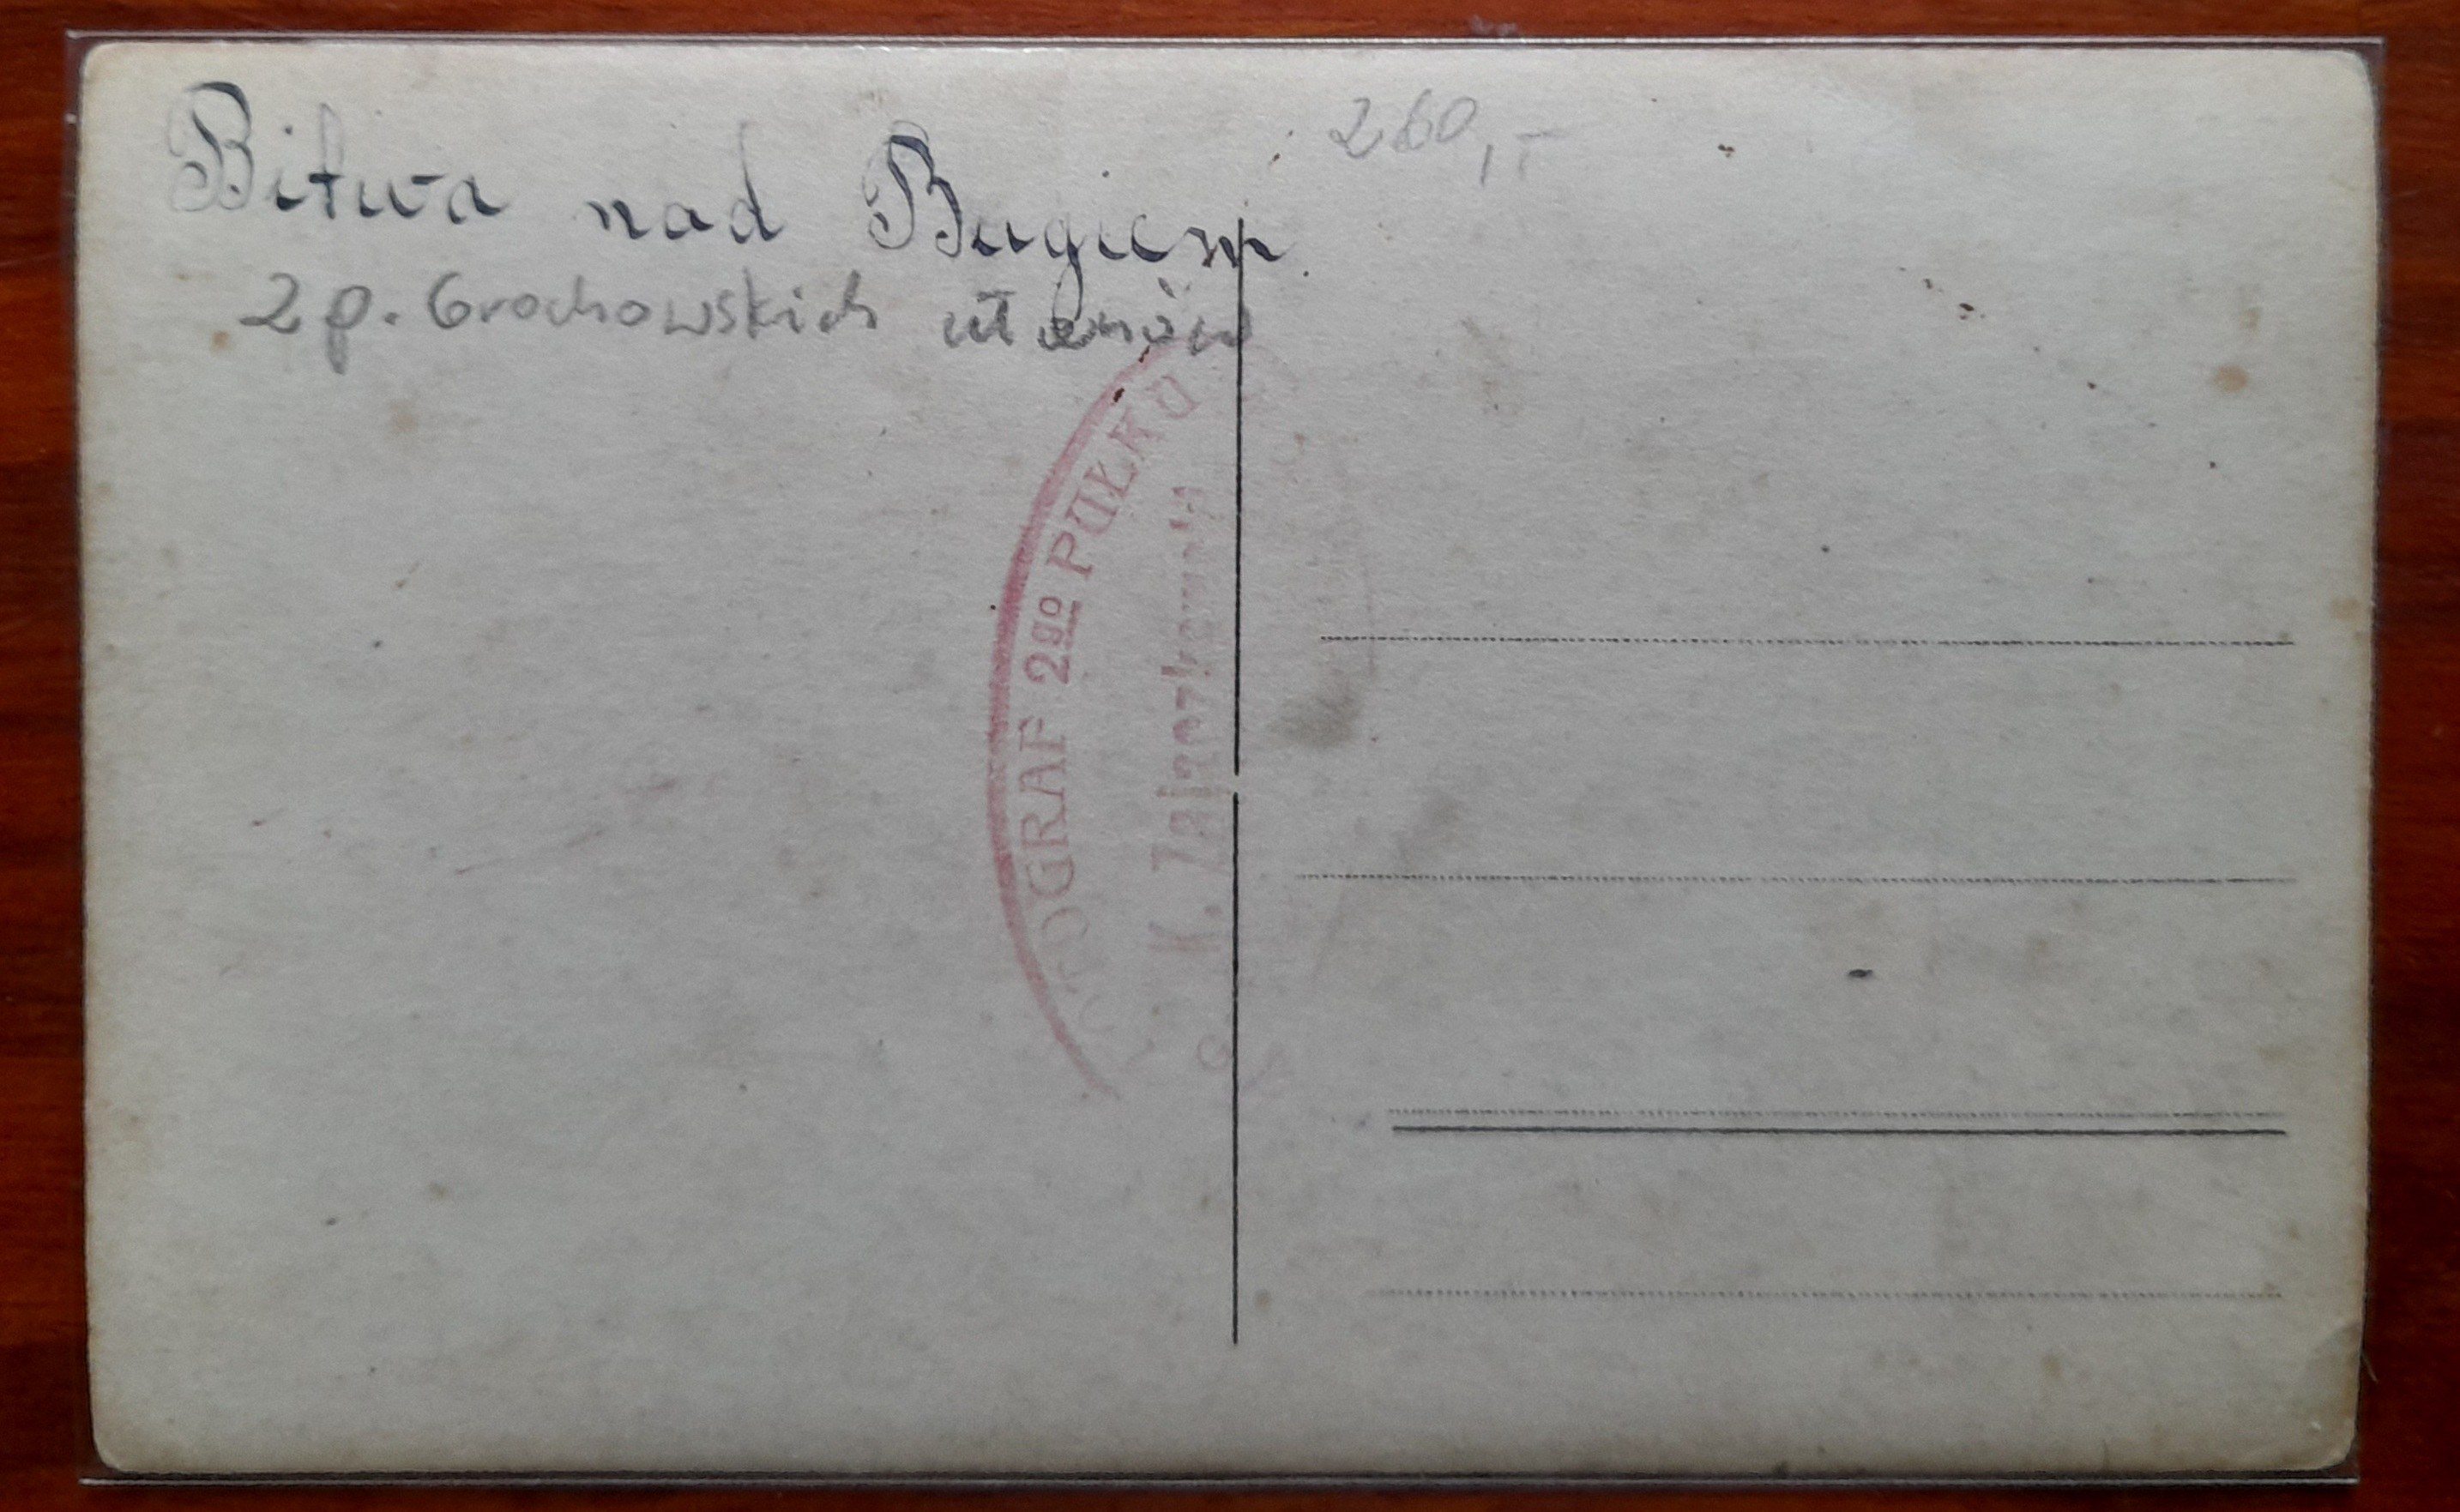 Bitwa nad Bugiem
260,-
2 p. Grochowskich ułanów
FOTOGRAF 2go PUŁKU
K.